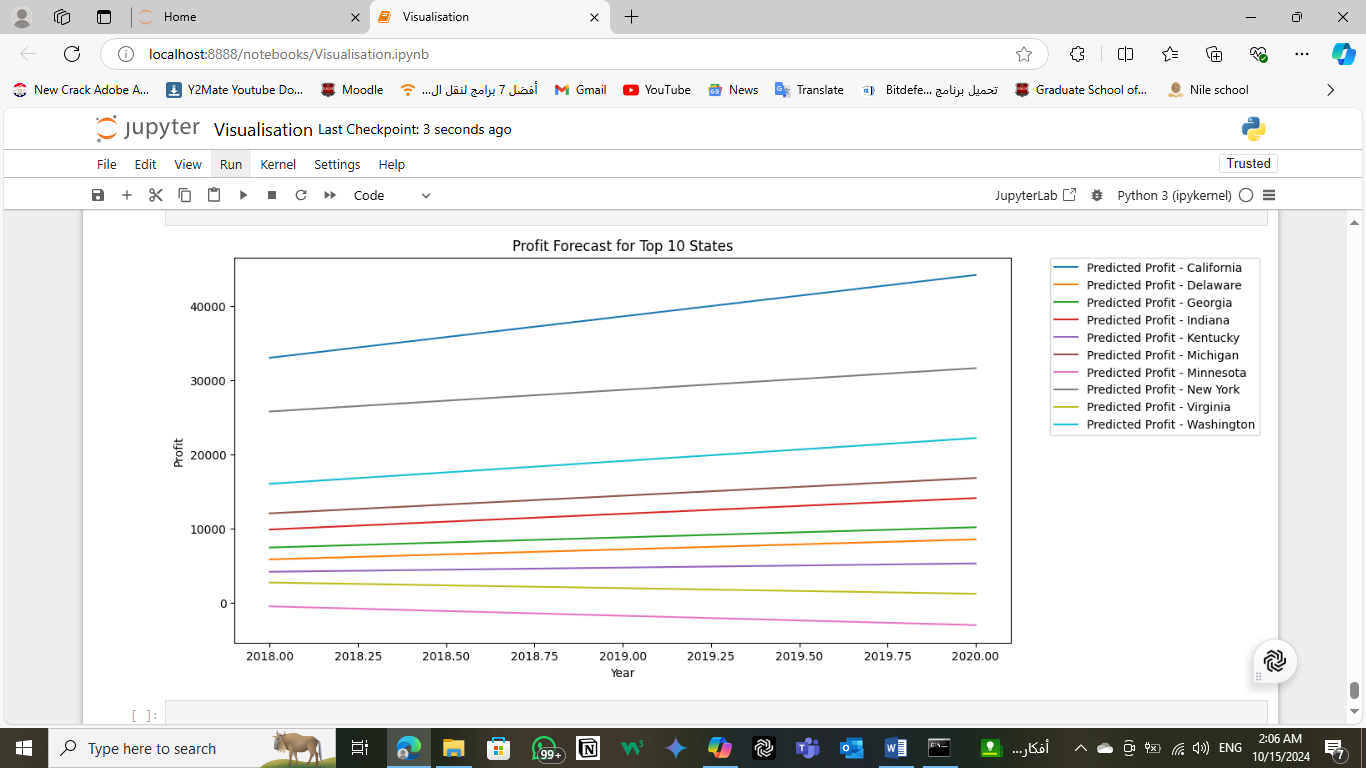 Home
Visualisation
localhost:8888/notebooks/Visualisation.ipynb
New Crack Adobe A...
Y2Mate Youtube Do...
Moodle
أفضل 7 برامج لنقل ال...
Gmail
YouTube
News
Translate
تحميل برنامج Bitdefe...
Graduate School of...
Nile school
jupyter Visualisation Last Checkpoint: 3 seconds ago
File Edit View Run Kernel Settings Help
Trusted
Code
JupyterLab
Python 3 (ipykernel)
Profit Forecast for Top 10 States
Profit
40000
30000
20000
10000
0
2018.00 2018.25 2018.50 2018.75 2019.00 2019.25 2019.50 2019.75 2020.00
Year
Predicted Profit - California
Predicted Profit - Delaware
Predicted Profit - Georgia
Predicted Profit - Indiana
Predicted Profit - Kentucky
Predicted Profit - Michigan
Predicted Profit - Minnesota
Predicted Profit - New York
Predicted Profit - Virginia
Predicted Profit - Washington
[ ]:
Type here to search
99+
أفكار...
ENG
2:06 AM
10/15/2024
7